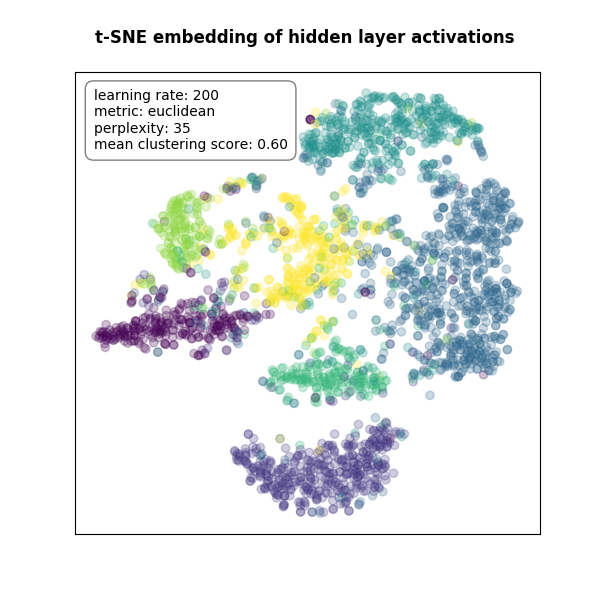 t-SNE embedding of hidden layer activations
learning rate: 200
metric: euclidean
perplexity: 35
mean clustering score: 0.60